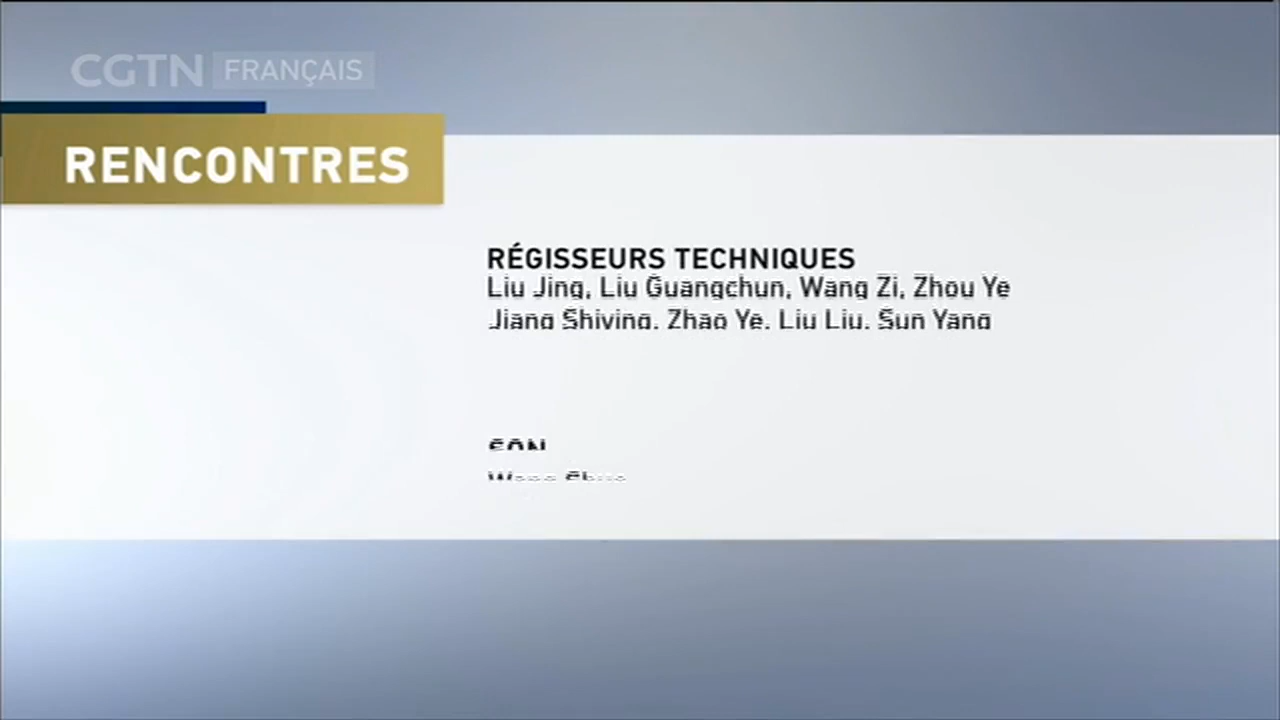 CGTN FRANÇAIS
RENCONTRES
RÉGISSEURS TECHNIQUES
Liu Jing, Liu Guangchun, Wang Zi, Zhou Ye
Jiang Shiying, Zhao Ye, Liu Liu, Sun Yang
SON